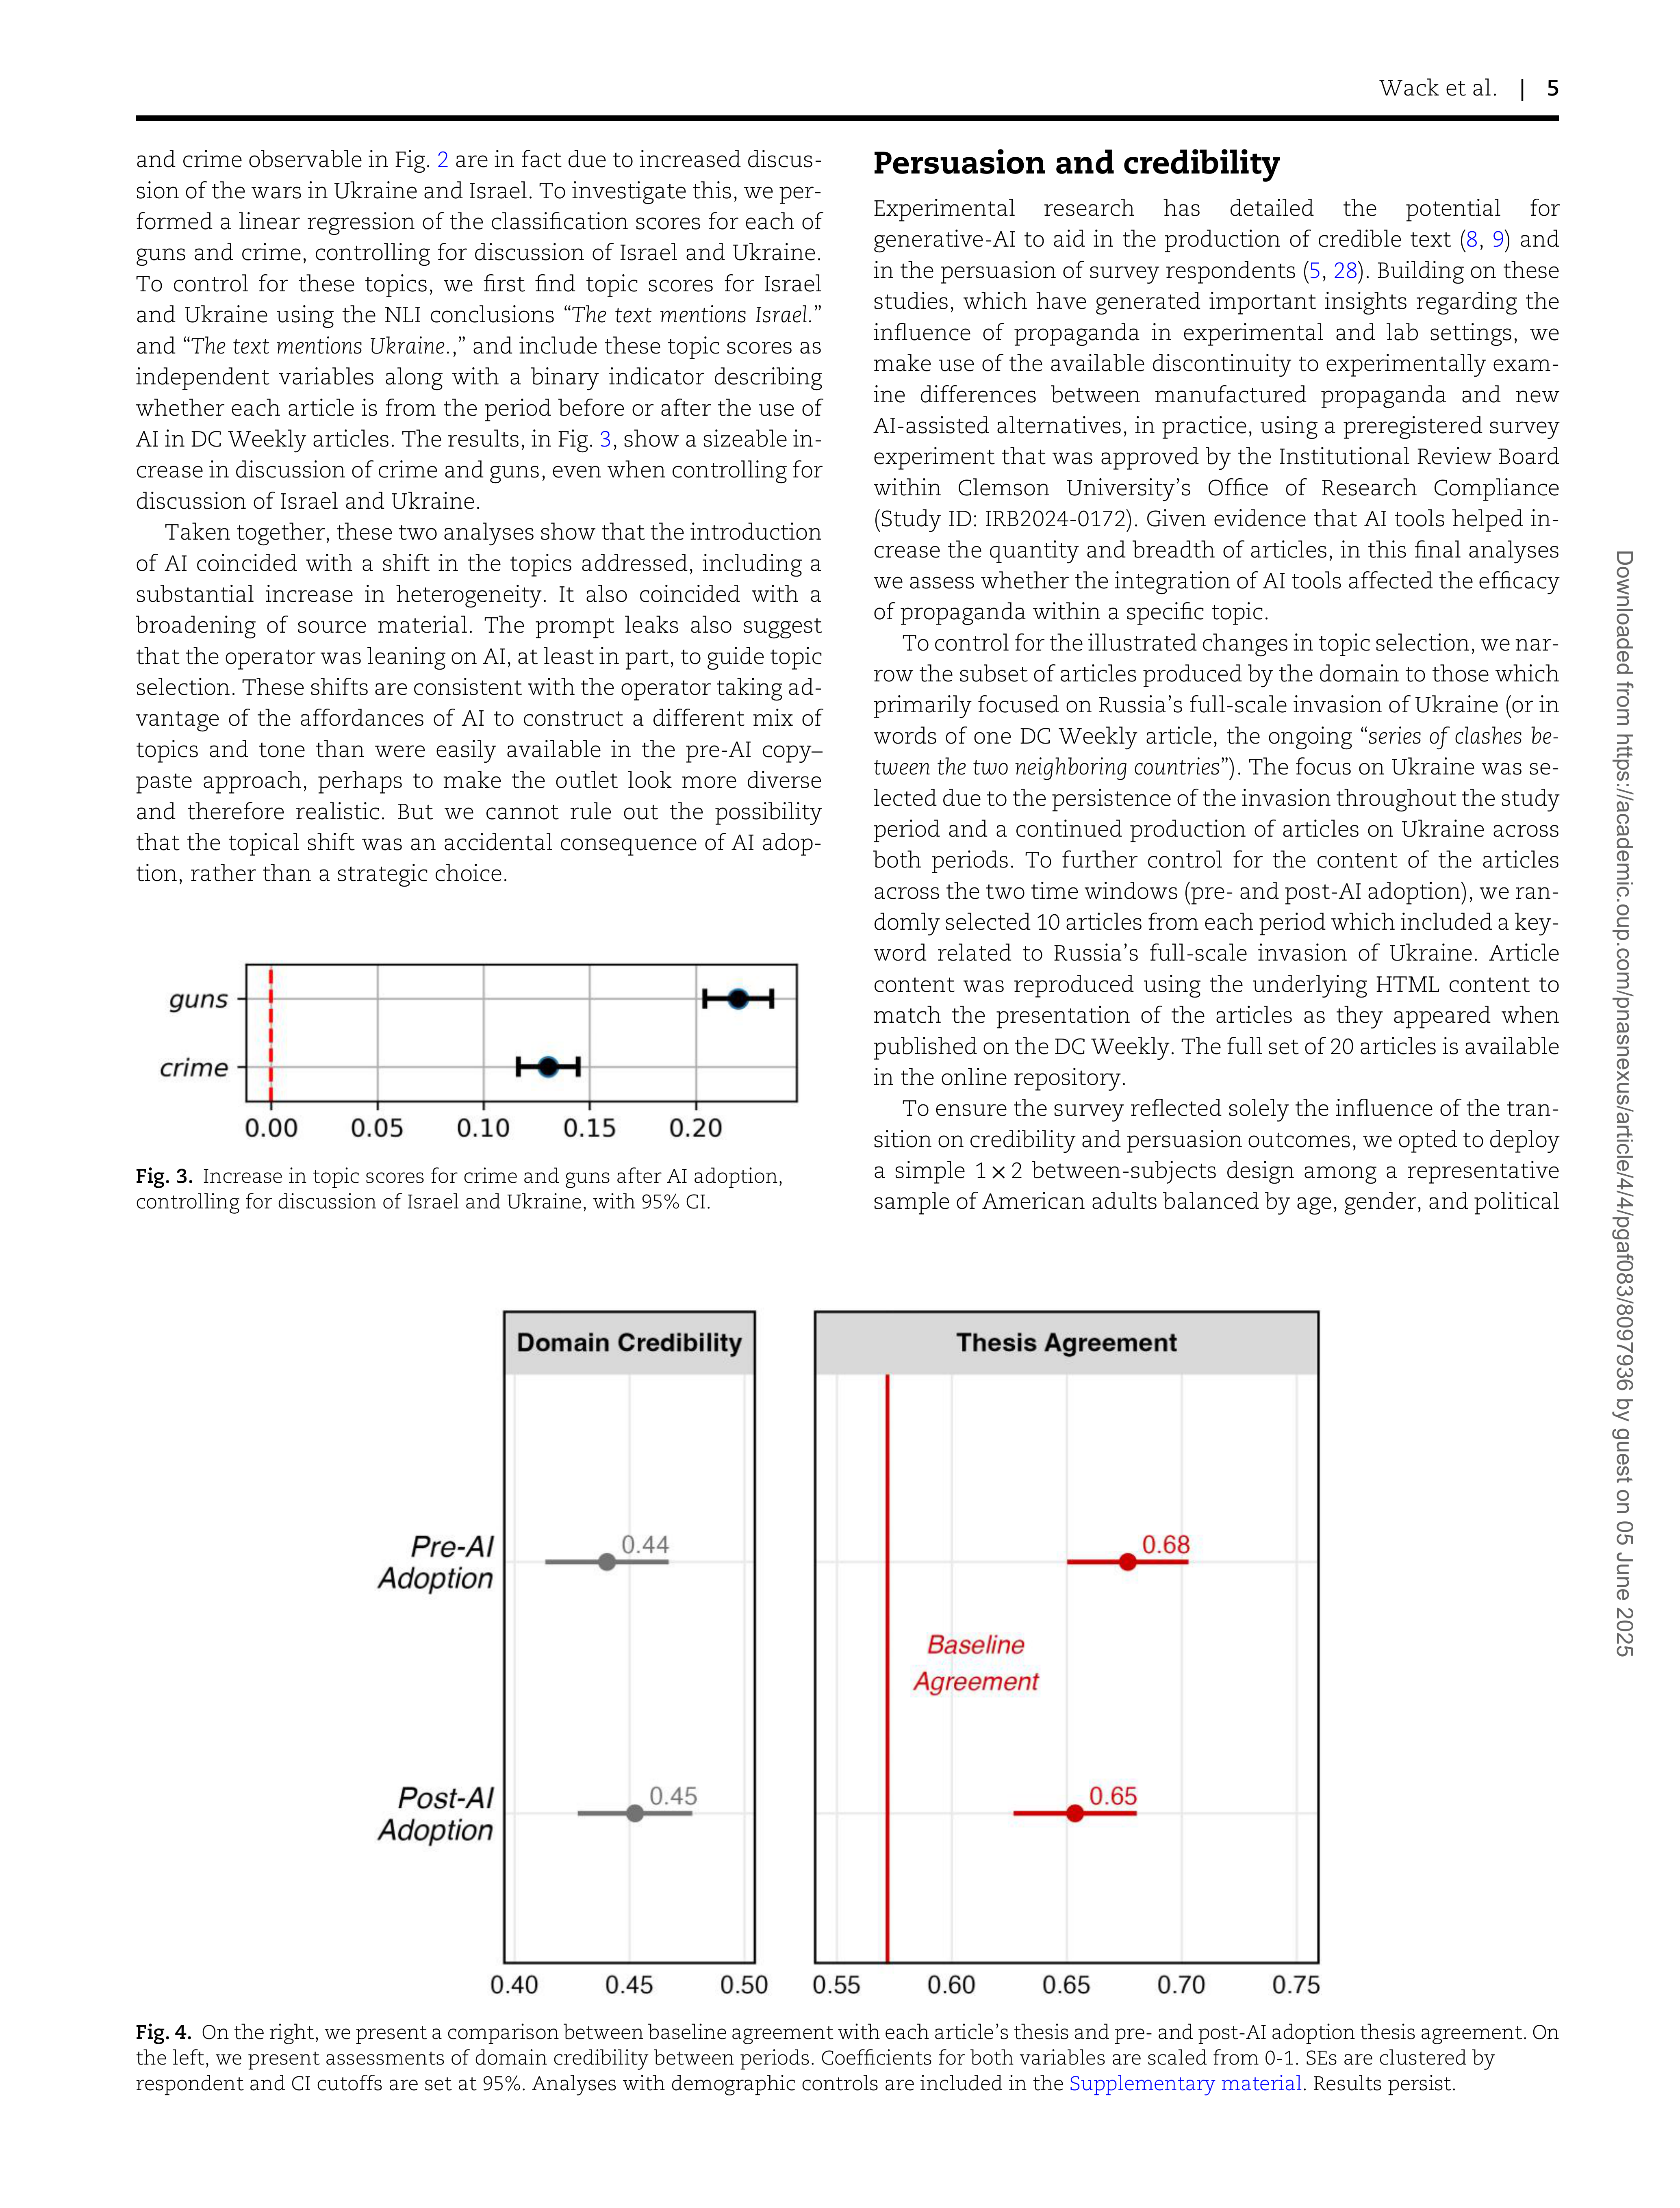 Wack et al. | 5
and crime observable in Fig. 2 are in fact due to increased discus-
sion of the wars in Ukraine and Israel. To investigate this, we per-
formed a linear regression of the classification scores for each of
guns and crime, controlling for discussion of Israel and Ukraine.
To control for these topics, we first find topic scores for Israel
and Ukraine using the NLI conclusions “The text mentions Israel.”
and “The text mentions Ukraine.,” and include these topic scores as
independent variables along with a binary indicator describing
whether each article is from the period before or after the use of
AI in DC Weekly articles. The results, in Fig. 3, show a sizeable in-
crease in discussion of crime and guns, even when controlling for
discussion of Israel and Ukraine.
Taken together, these two analyses show that the introduction
of AI coincided with a shift in the topics addressed, including a
substantial increase in heterogeneity. It also coincided with a
broadening of source material. The prompt leaks also suggest
that the operator was leaning on AI, at least in part, to guide topic
selection. These shifts are consistent with the operator taking ad-
vantage of the affordances of AI to construct a different mix of
topics and tone than were easily available in the pre-AI copy–
paste approach, perhaps to make the outlet look more diverse
and therefore realistic. But we cannot rule out the possibility
that the topical shift was an accidental consequence of AI adop-
tion, rather than a strategic choice.
guns
crime
0.00 0.05 0.10 0.15 0.20
Fig. 3. Increase in topic scores for crime and guns after AI adoption,
controlling for discussion of Israel and Ukraine, with 95% CI.
Persuasion and credibility
Experimental research has detailed the potential for
generative-AI to aid in the production of credible text (8, 9) and
in the persuasion of survey respondents (5, 28). Building on these
studies, which have generated important insights regarding the
influence of propaganda in experimental and lab settings, we
make use of the available discontinuity to experimentally exam-
ine differences between manufactured propaganda and new
AI-assisted alternatives, in practice, using a preregistered survey
experiment that was approved by the Institutional Review Board
within Clemson University’s Office of Research Compliance
(Study ID: IRB2024-0172). Given evidence that AI tools helped in-
crease the quantity and breadth of articles, in this final analyses
we assess whether the integration of AI tools affected the efficacy
of propaganda within a specific topic.
To control for the illustrated changes in topic selection, we nar-
row the subset of articles produced by the domain to those which
primarily focused on Russia’s full-scale invasion of Ukraine (or in
words of one DC Weekly article, the ongoing “series of clashes be-
tween the two neighboring countries”). The focus on Ukraine was se-
lected due to the persistence of the invasion throughout the study
period and a continued production of articles on Ukraine across
both periods. To further control for the content of the articles
across the two time windows (pre- and post-AI adoption), we ran-
domly selected 10 articles from each period which included a key-
word related to Russia’s full-scale invasion of Ukraine. Article
content was reproduced using the underlying HTML content to
match the presentation of the articles as they appeared when
published on the DC Weekly. The full set of 20 articles is available
in the online repository.
To ensure the survey reflected solely the influence of the tran-
sition on credibility and persuasion outcomes, we opted to deploy
a simple 1 × 2 between-subjects design among a representative
sample of American adults balanced by age, gender, and political
Domain Credibility Thesis Agreement
Pre-AI
Adoption
0.44 0.68
Baseline
Agreement
Post-AI
Adoption
0.45 0.65
0.40 0.45 0.50 0.55 0.60 0.65 0.70 0.75
Fig. 4. On the right, we present a comparison between baseline agreement with each article’s thesis and pre- and post-AI adoption thesis agreement. On
the left, we present assessments of domain credibility between periods. Coefficients for both variables are scaled from 0-1. SEs are clustered by
respondent and CI cutoffs are set at 95%. Analyses with demographic controls are included in the Supplementary material. Results persist.
Downloaded from https://academic.oup.com/pnasnexus/article/4/4/pgaf083/8097936 by guest on 05 June 2025